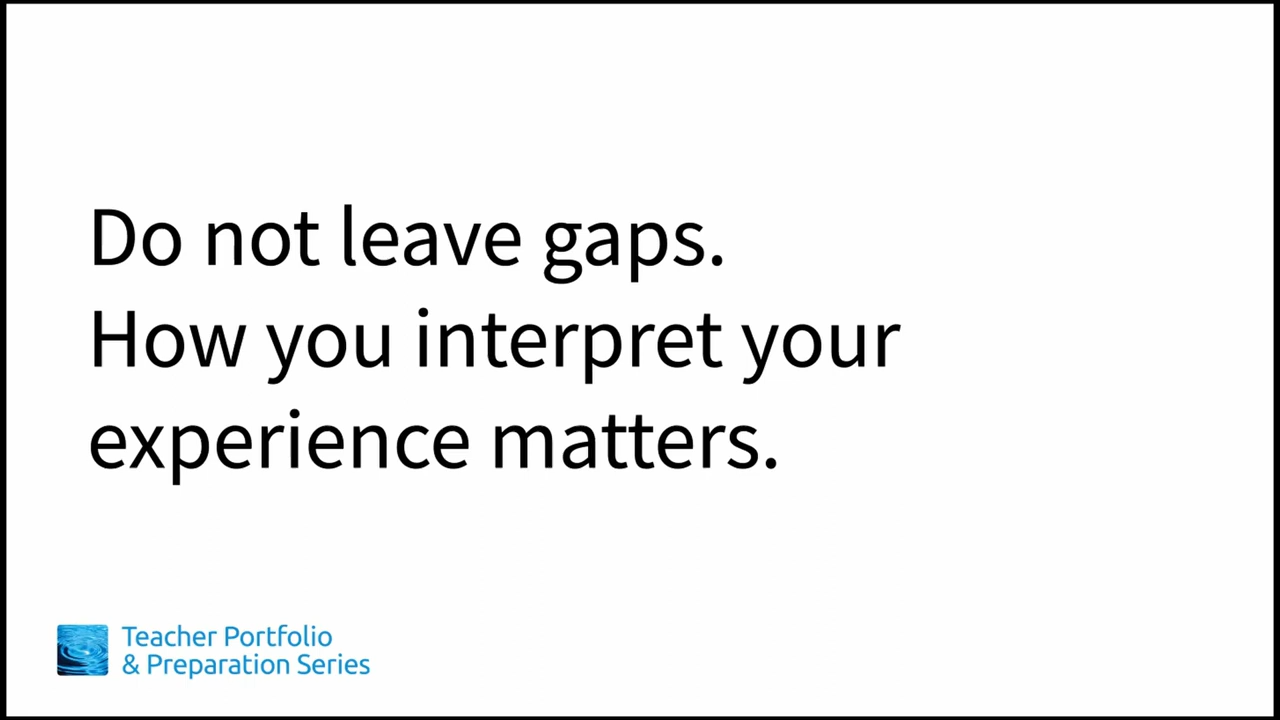 Do not leave gaps.
How you interpret your
experience matters.
Teacher Portfolio
& Preparation Series